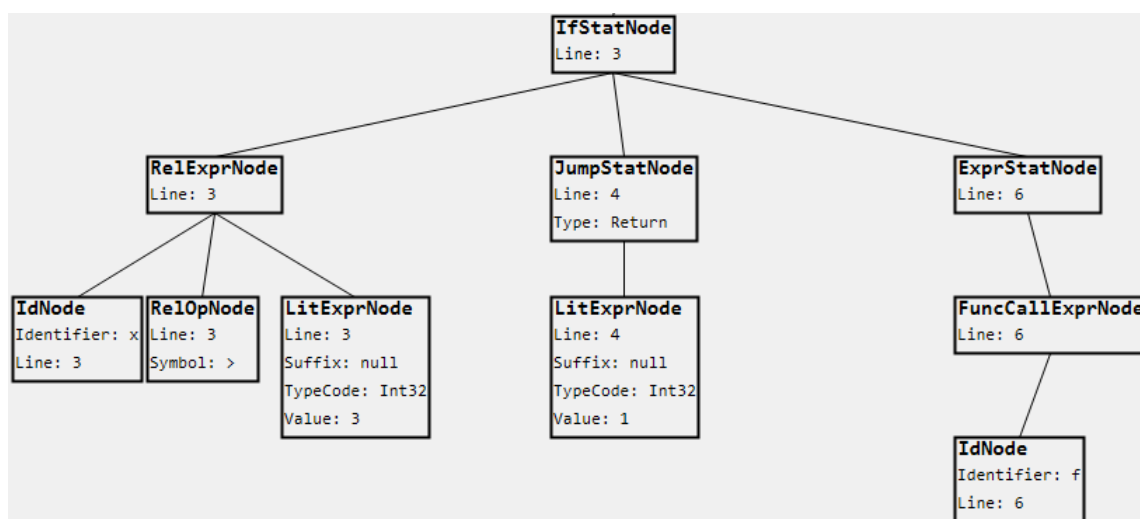 IfStatNode
Line: 3
RelExprNode
Line: 3
JumpStatNode
Line: 4
Type: Return
ExprStatNode
Line: 6
IdNode
Identifier: x
Line: 3
RelOpNode
Line: 3
Symbol: >
LitExprNode
Line: 3
Suffix: null
TypeCode: Int32
Value: 3
LitExprNode
Line: 4
Suffix: null
TypeCode: Int32
Value: 1
FuncCallExprNode
Line: 6
IdNode
Identifier: f
Line: 6